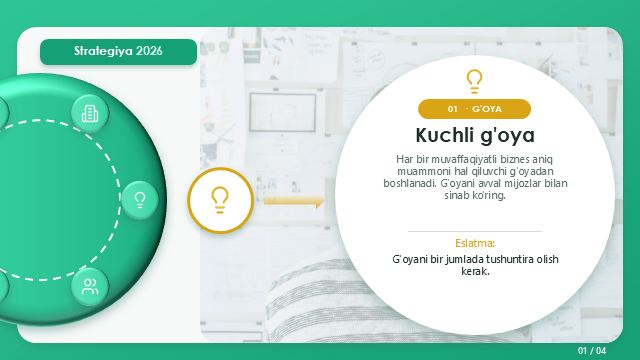 Strategiya 2026
01 · G'OYA
Kuchli g'oya
Har bir muvaffaqiyatli biznes aniq
muammoni hal qiluvchi g'oyadan
boshlanadi. G'oyani avval mijozlar bilan
sinab ko'ring.
Eslatma:
G'oyani bir jumlada tushuntira olish
kerak.
01 / 04